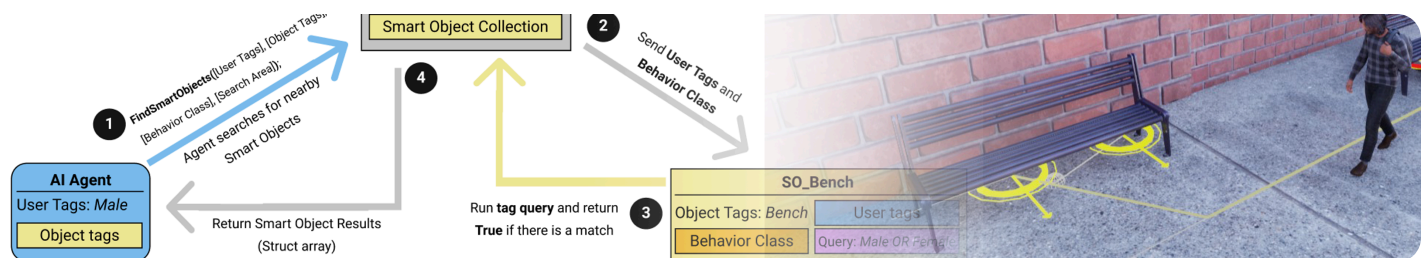 Smart Object Collection
1
FindSmartObjects([User Tags], [Object Tags],
[Behavior Class], [Search Area]);
Agent searches for nearby
Smart Objects
2
Send User Tags and
Behavior Class
4
AI Agent
User Tags: Male
Object tags
Return Smart Object Results
(Struct array)
Run tag query and return
True if there is a match
3
SO_Bench
Object Tags: Bench
User tags
Behavior Class
Query: Male OR Female